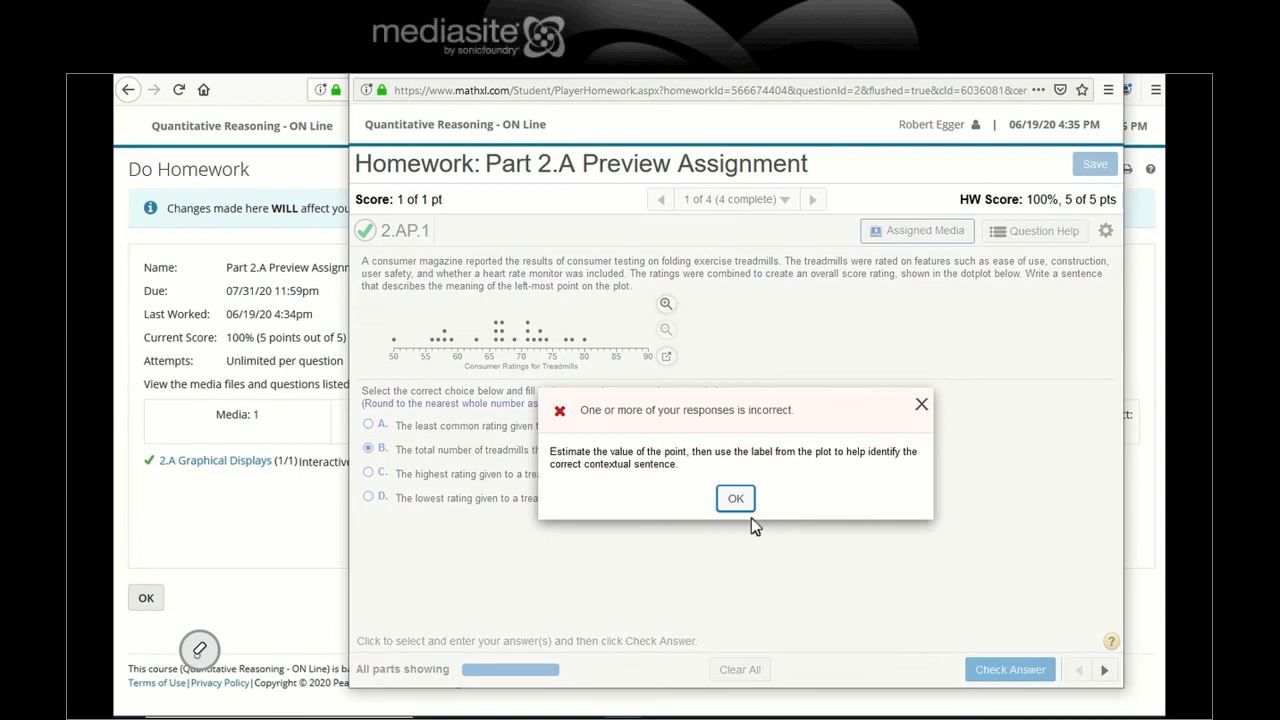 mediasite
by sonicfoundry
https://www.mathxl.com/Student/PlayerHomework.aspx?homeworkId=566674404&questionId=2&flushed=true&cId=6036081&cer
Quantitative Reasoning - ON Line
Quantitative Reasoning - ON Line
Robert Egger | 06/19/20 4:35 PM
5 PM
Do Homework
Homework: Part 2.A Preview Assignment
Save
Changes made here WILL affect you
Score: 1 of 1 pt
1 of 4 (4 complete)
HW Score: 100%, 5 of 5 pts
2.AP.1
Assigned Media
Question Help
Name: Part 2.A Preview Assignm
Due: 07/31/20 11:59pm
Last Worked: 06/19/20 4:34pm
Current Score: 100% (5 points out of 5)
Attempts: Unlimited per question
View the media files and questions listed
Media: 1
ct:
2.A Graphical Displays (1/1) Interactive
A consumer magazine reported the results of consumer testing on folding exercise treadmills. The treadmills were rated on features such as ease of use, construction,
user safety, and whether a heart rate monitor was included. The ratings were combined to create an overall score rating, shown in the dotplot below. Write a sentence
that describes the meaning of the left-most point on the plot.
50 55 60 65 70 75 80 85 90
Consumer Ratings for Treadmills
Select the correct choice below and fill
(Round to the nearest whole number as
A. The least common rating given t
B. The total number of treadmills th
C. The highest rating given to a trea
D. The lowest rating given to a trea
One or more of your responses is incorrect.
Estimate the value of the point, then use the label from the plot to help identify the
correct contextual sentence.
OK
OK
Click to select and enter your answer(s) and then click Check Answer.
?
All parts showing
Clear All
Check Answer
This course (Quantitative Reasoning - ON Line) is ba
Terms of Use | Privacy Policy | Copyright © 2020 Pea